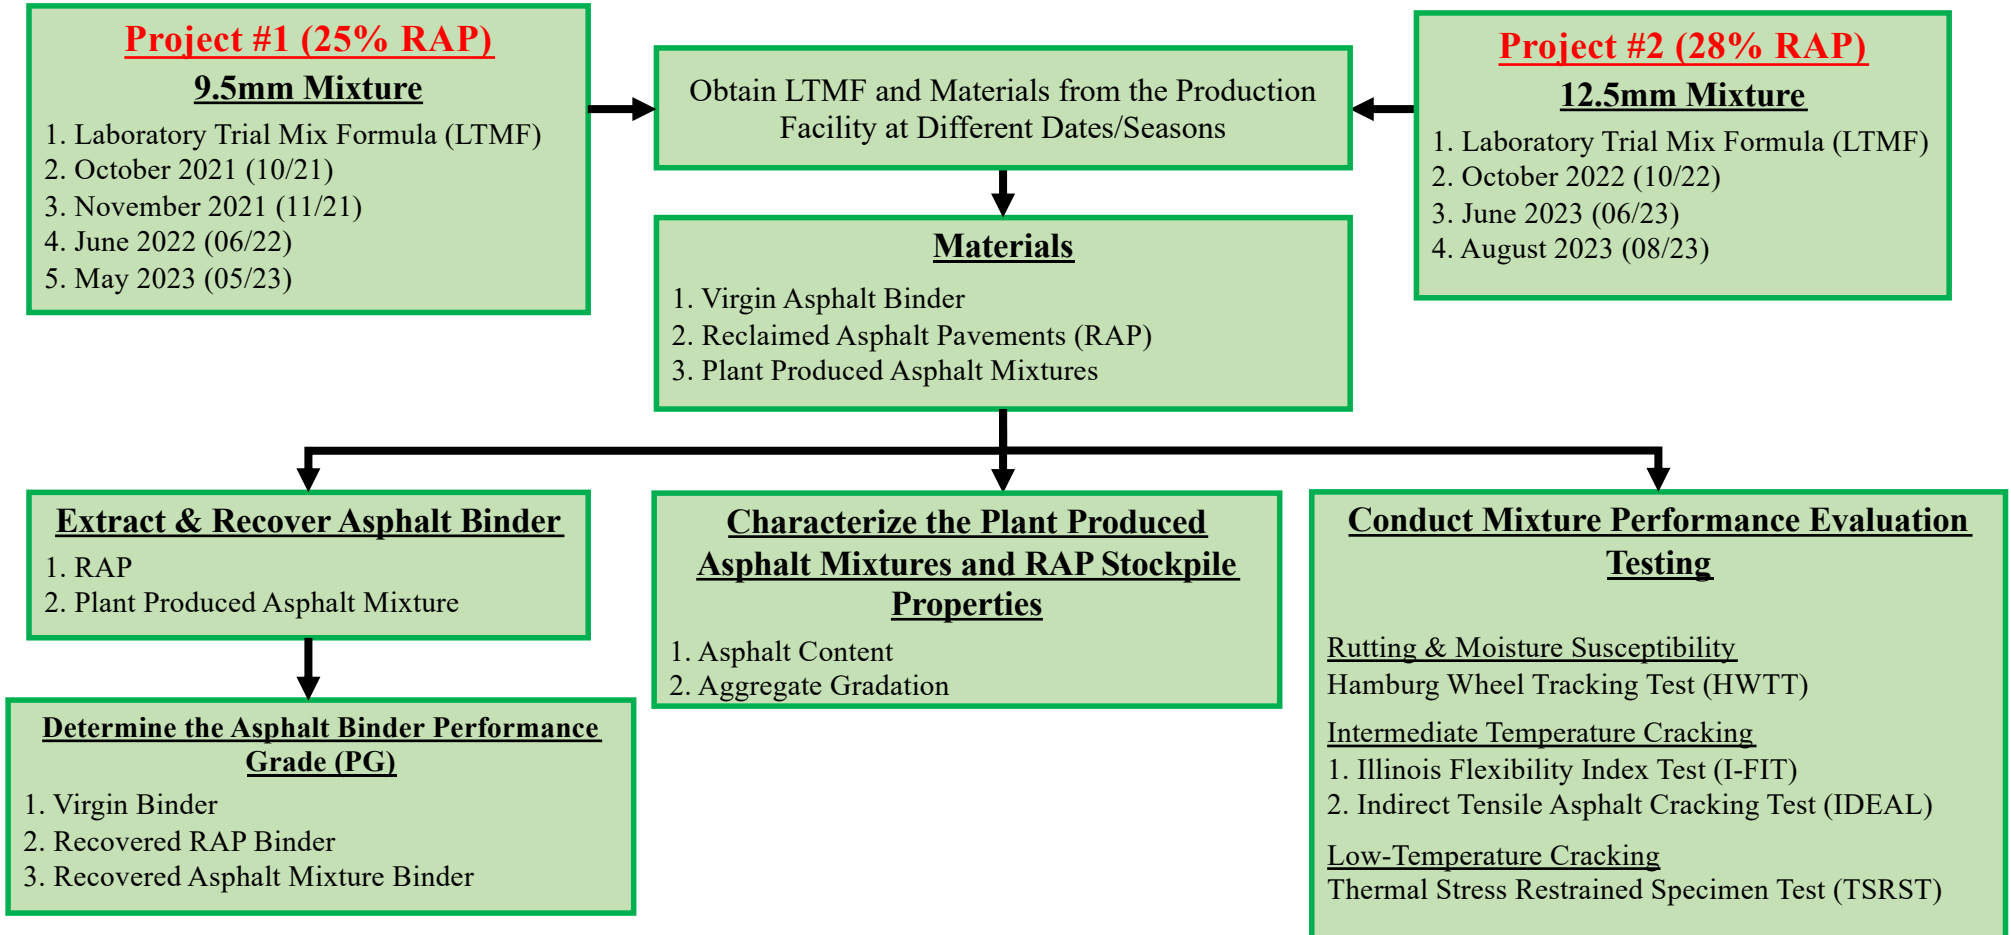 Project #1 (25% RAP)
9.5mm Mixture
1. Laboratory Trial Mix Formula (LTMF)
2. October 2021 (10/21)
3. November 2021 (11/21)
4. June 2022 (06/22)
5. May 2023 (05/23)
Obtain LTMF and Materials from the Production
Facility at Different Dates/Seasons
Project #2 (28% RAP)
12.5mm Mixture
1. Laboratory Trial Mix Formula (LTMF)
2. October 2022 (10/22)
3. June 2023 (06/23)
4. August 2023 (08/23)
Materials
1. Virgin Asphalt Binder
2. Reclaimed Asphalt Pavements (RAP)
3. Plant Produced Asphalt Mixtures
Extract & Recover Asphalt Binder
1. RAP
2. Plant Produced Asphalt Mixture
Determine the Asphalt Binder Performance
Grade (PG)
1. Virgin Binder
2. Recovered RAP Binder
3. Recovered Asphalt Mixture Binder
Characterize the Plant Produced
Asphalt Mixtures and RAP Stockpile
Properties
1. Asphalt Content
2. Aggregate Gradation
Conduct Mixture Performance Evaluation
Testing
Rutting & Moisture Susceptibility
Hamburg Wheel Tracking Test (HWTT)
Intermediate Temperature Cracking
1. Illinois Flexibility Index Test (I-FIT)
2. Indirect Tensile Asphalt Cracking Test (IDEAL)
Low-Temperature Cracking
Thermal Stress Restrained Specimen Test (TSRST)